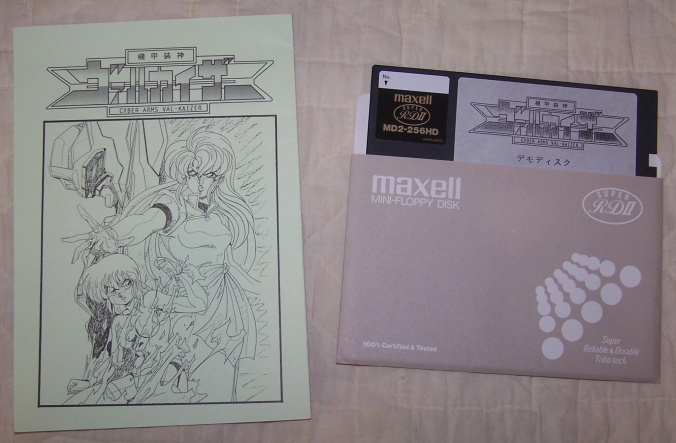 機甲装神
ヴァルカイザー
CYBER ARMS VAL-KAIZER
No.
maxell
SUPER
RDII
MD2-256HD
機甲装神
ヴァルカイザー
CYBER ARMS VAL-KAIZER
デモディスク
maxell
MINI-FLOPPY DISK
SUPER
RDII
100% Certified & Tested
Super
Reliable & Durable
Tribo-tech